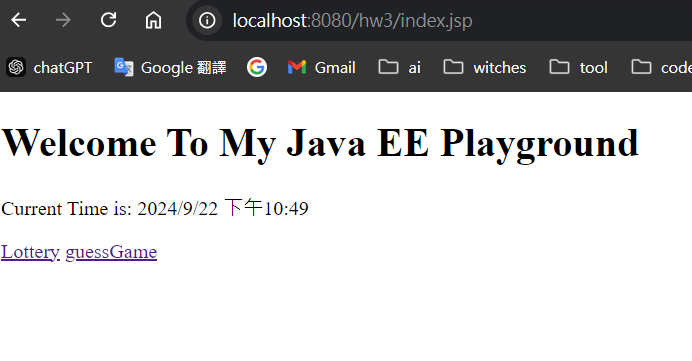 localhost:8080/hw3/index.jsp
chatGPT Google 翻譯 Gmail ai witches tool code
Welcome To My Java EE Playground
Current Time is: 2024/9/22 下午10:49
Lottery guessGame